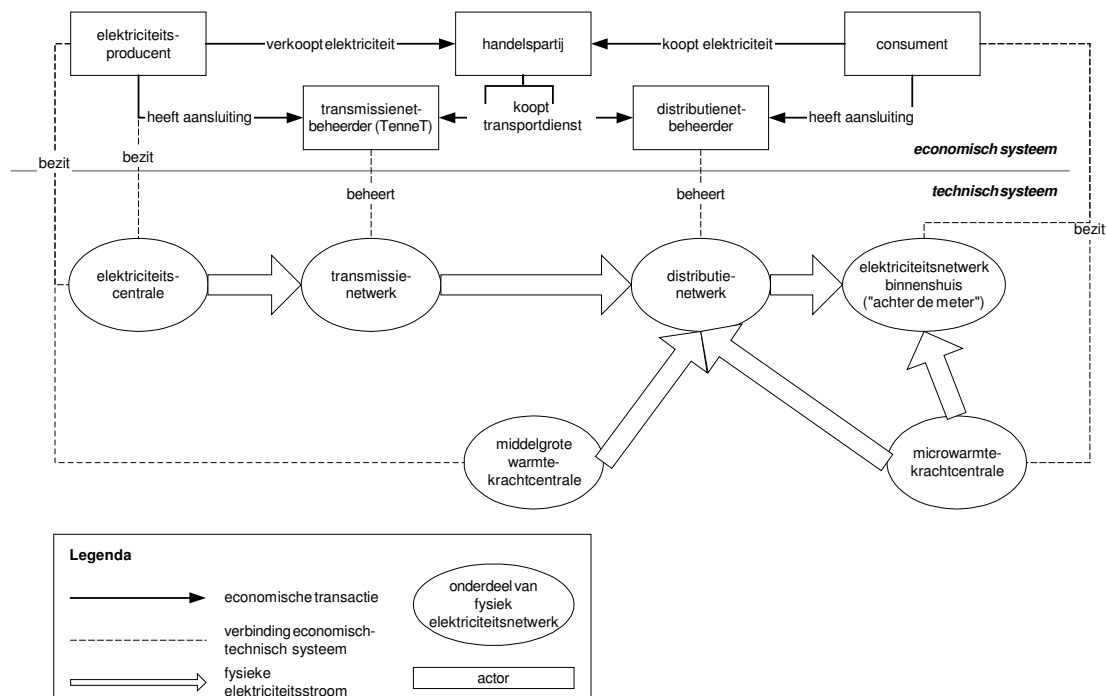 elektriciteits-
producent
verkoopt elektriciteit
handelspartij
koopt elektriciteit
consument
heeft aansluiting
transmissienet-
beheerder (TenneT)
koopt
transportdienst
distributienet-
beheerder
heeft aansluiting
economisch systeem
bezit
bezit
beheert
beheert
technisch systeem
bezit
elektriciteits-
centrale
transmissie-
netwerk
distributie-
netwerk
elektriciteitsnetwerk
binnenshuis
("achter de meter")
middelgrote
warmte-
krachtcentrale
microwarmte-
krachtcentrale
Legenda
economische transactie
verbinding economisch-
technisch systeem
fysieke
elektriciteitsstroom
onderdeel van
fysiek
elektriciteitsnetwerk
actor